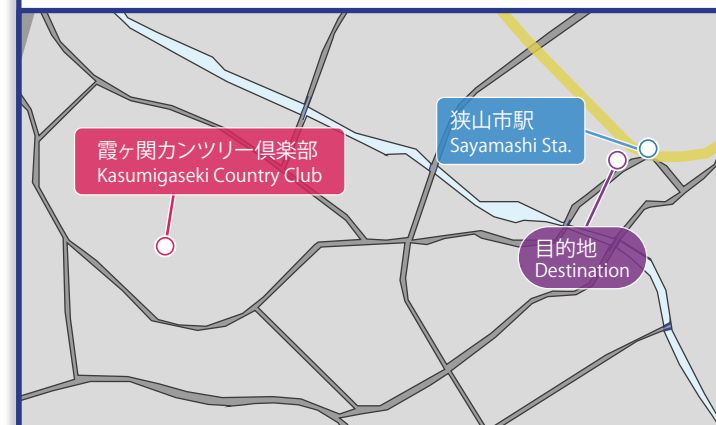 霞ヶ関カンツリー倶楽部
Kasumigaseki Country Club
狭山市駅
Sayamashi Sta.
目的地
Destination